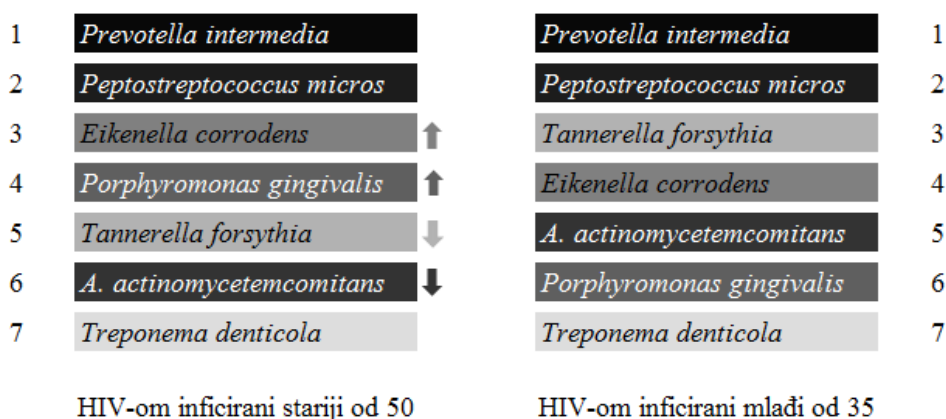 1 Prevotella intermedia Prevotella intermedia 1
2 Peptostreptococcus micros Peptostreptococcus micros 2
3 Eikenella corrodens Tannerella forsythia 3
4 Porphyromonas gingivalis Eikenella corrodens 4
5 Tannerella forsythia A. actinomycetemcomitans 5
6 A. actinomycetemcomitans Porphyromonas gingivalis 6
7 Treponema denticola Treponema denticola 7
HIV-om inficirani stariji od 50 HIV-om inficirani mlađi od 35